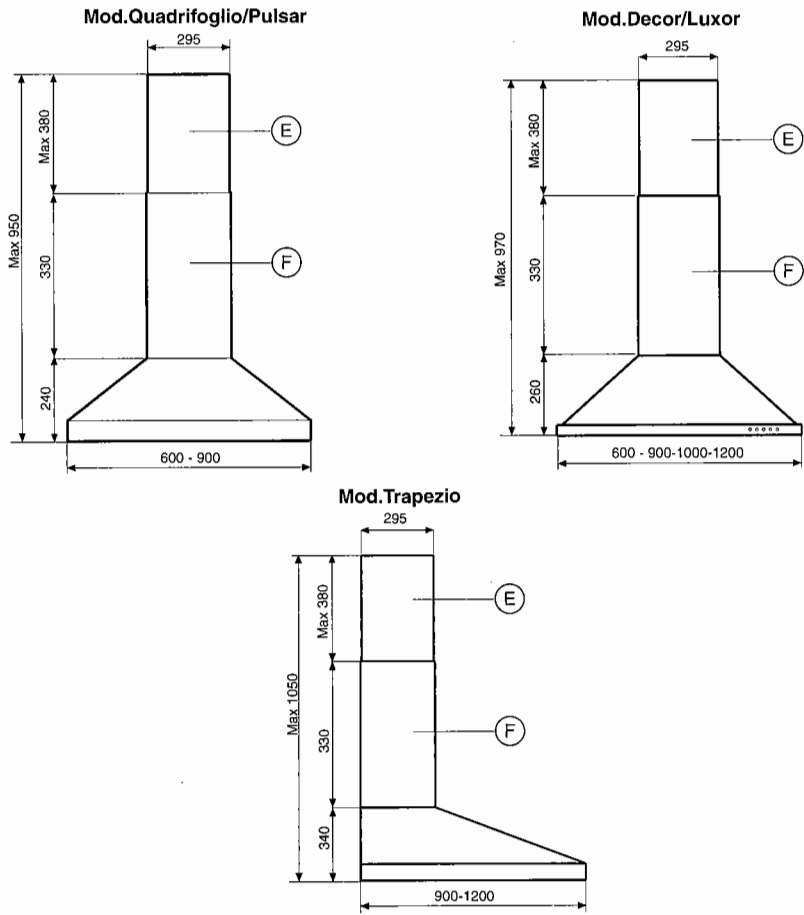 Mod.Quadrifoglio/Pulsar
295
Max 950
Max 380
330
240
E
F
600 - 900
Mod.Decor/Luxor
295
Max 970
Max 380
330
260
E
F
600 - 900-1000-1200
Mod.Trapezio
295
Max 1050
Max 380
330
340
E
F
900-1200